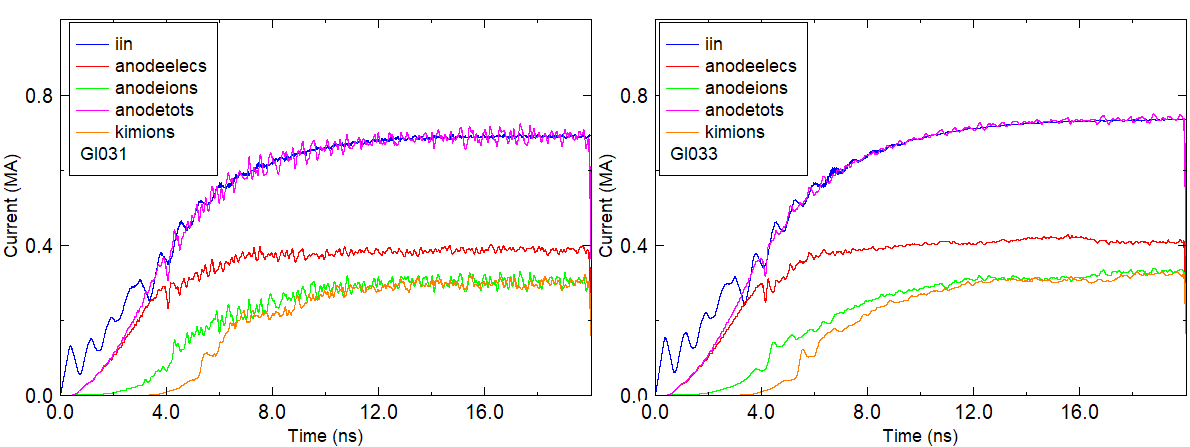 iin
anodeelecs
anodeions
anodetots
kimions
GI031
0.8
0.4
0.0
Current (MA)
0.0 4.0 8.0 12.0 16.0
Time (ns)
iin
anodeelecs
anodeions
anodetots
kimions
GI033
0.8
0.4
0.0
Current (MA)
0.0 4.0 8.0 12.0 16.0
Time (ns)